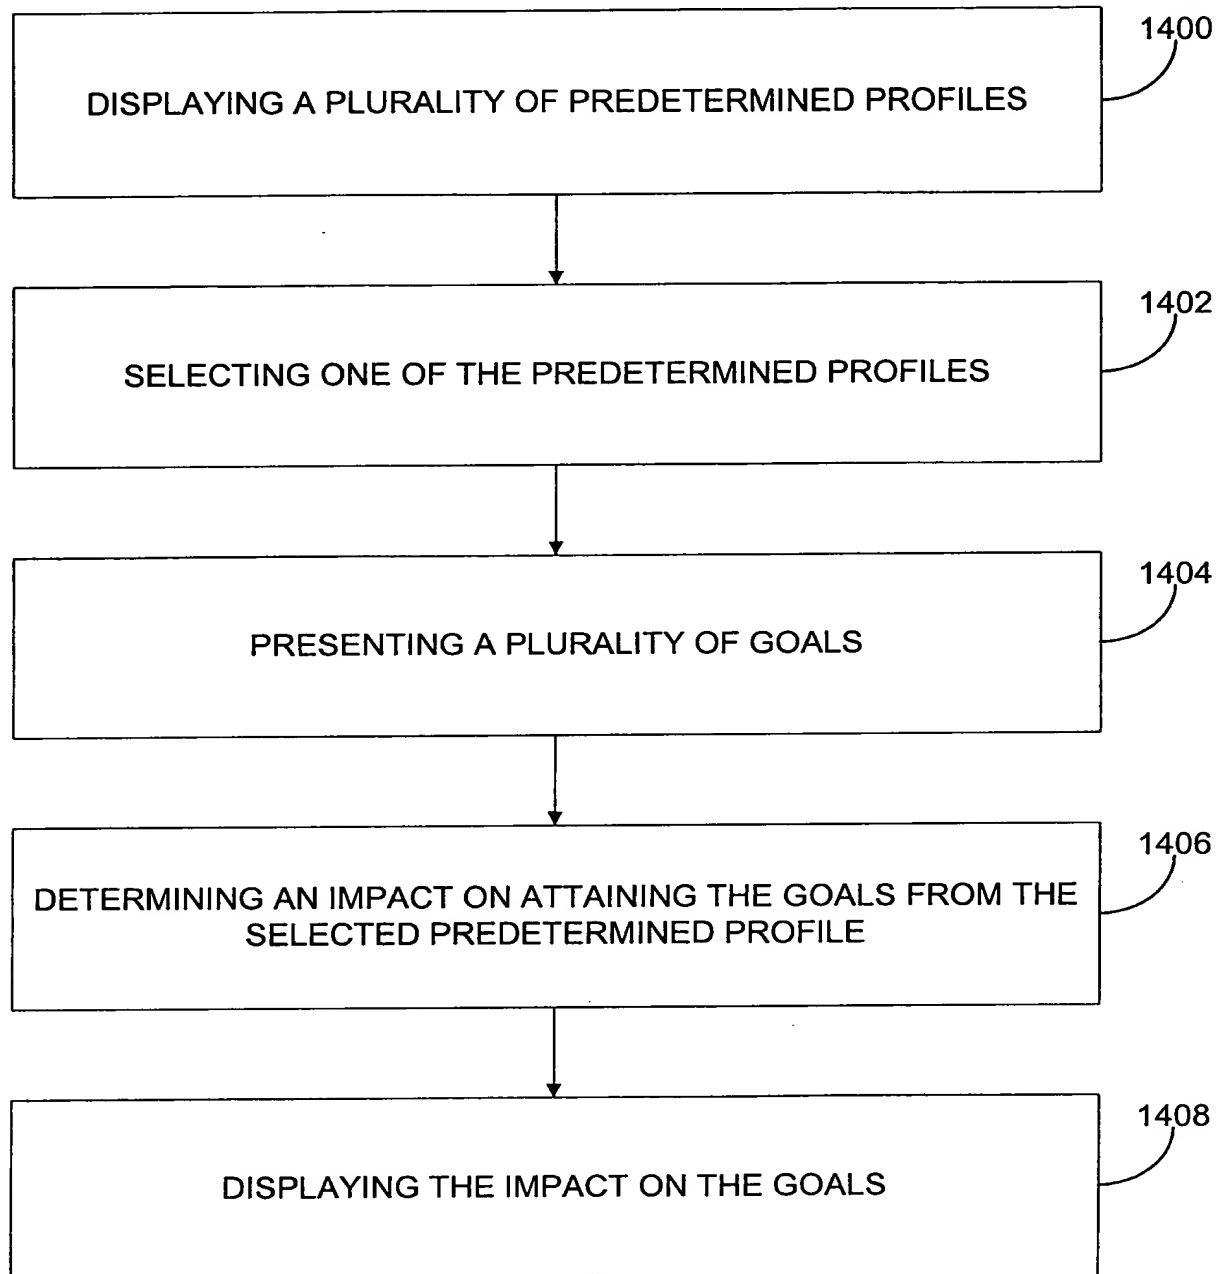 1400
DISPLAYING A PLURALITY OF PREDETERMINED PROFILES
1402
SELECTING ONE OF THE PREDETERMINED PROFILES
1404
PRESENTING A PLURALITY OF GOALS
1406
DETERMINING AN IMPACT ON ATTAINING THE GOALS FROM THE
SELECTED PREDETERMINED PROFILE
1408
DISPLAYING THE IMPACT ON THE GOALS